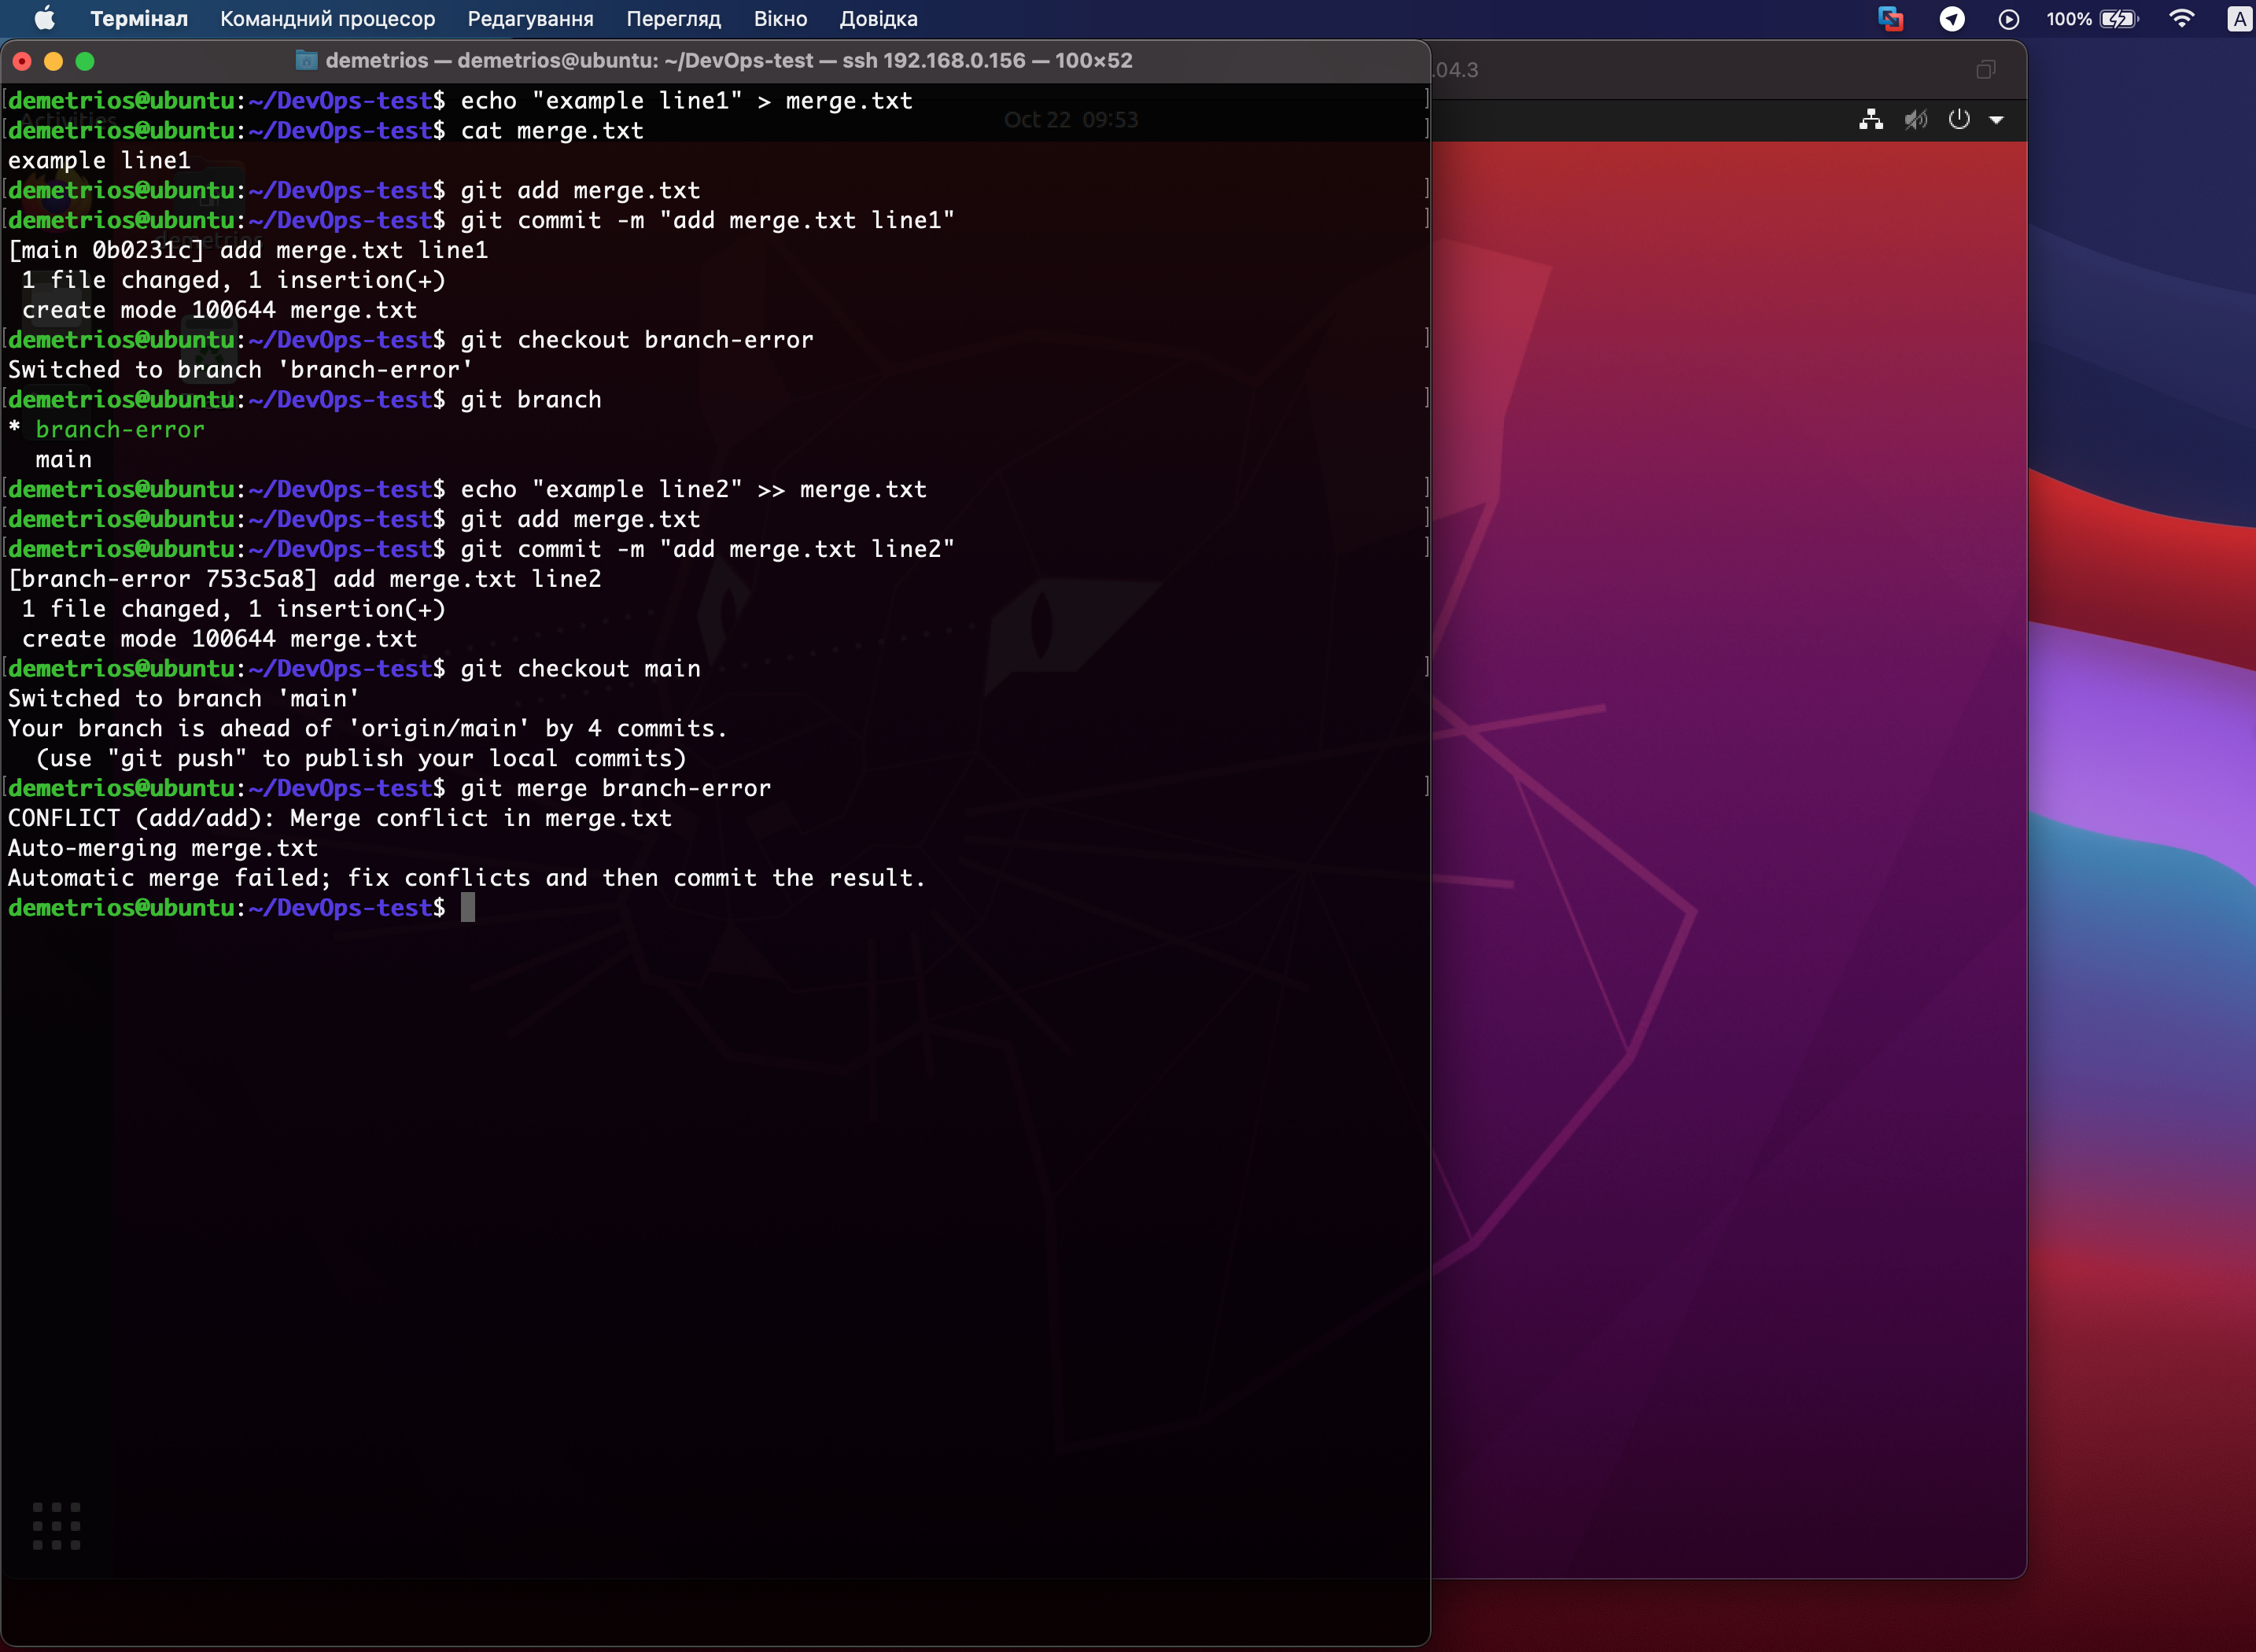 Термінал Командний процесор Редагування Перегляд Вікно Довідка 100% A
demetrios — demetrios@ubuntu: ~/DevOps-test — ssh 192.168.0.156 — 100×52
.04.3
Activities
Oct 22 09:53
demetrios@ubuntu:~/DevOps-test$ echo "example line1" > merge.txt
demetrios@ubuntu:~/DevOps-test$ cat merge.txt
example line1
demetrios@ubuntu:~/DevOps-test$ git add merge.txt
demetrios@ubuntu:~/DevOps-test$ git commit -m "add merge.txt line1"
demetrios
[main 0b0231c] add merge.txt line1
 1 file changed, 1 insertion(+)
 create mode 100644 merge.txt
demetrios@ubuntu:~/DevOps-test$ git checkout branch-error
Switched to branch 'branch-error'
demetrios@ubuntu:~/DevOps-test$ git branch
* branch-error
  main
demetrios@ubuntu:~/DevOps-test$ echo "example line2" >> merge.txt
demetrios@ubuntu:~/DevOps-test$ git add merge.txt
demetrios@ubuntu:~/DevOps-test$ git commit -m "add merge.txt line2"
[branch-error 753c5a8] add merge.txt line2
 1 file changed, 1 insertion(+)
 create mode 100644 merge.txt
demetrios@ubuntu:~/DevOps-test$ git checkout main
Switched to branch 'main'
Your branch is ahead of 'origin/main' by 4 commits.
  (use "git push" to publish your local commits)
demetrios@ubuntu:~/DevOps-test$ git merge branch-error
CONFLICT (add/add): Merge conflict in merge.txt
Auto-merging merge.txt
Automatic merge failed; fix conflicts and then commit the result.
demetrios@ubuntu:~/DevOps-test$